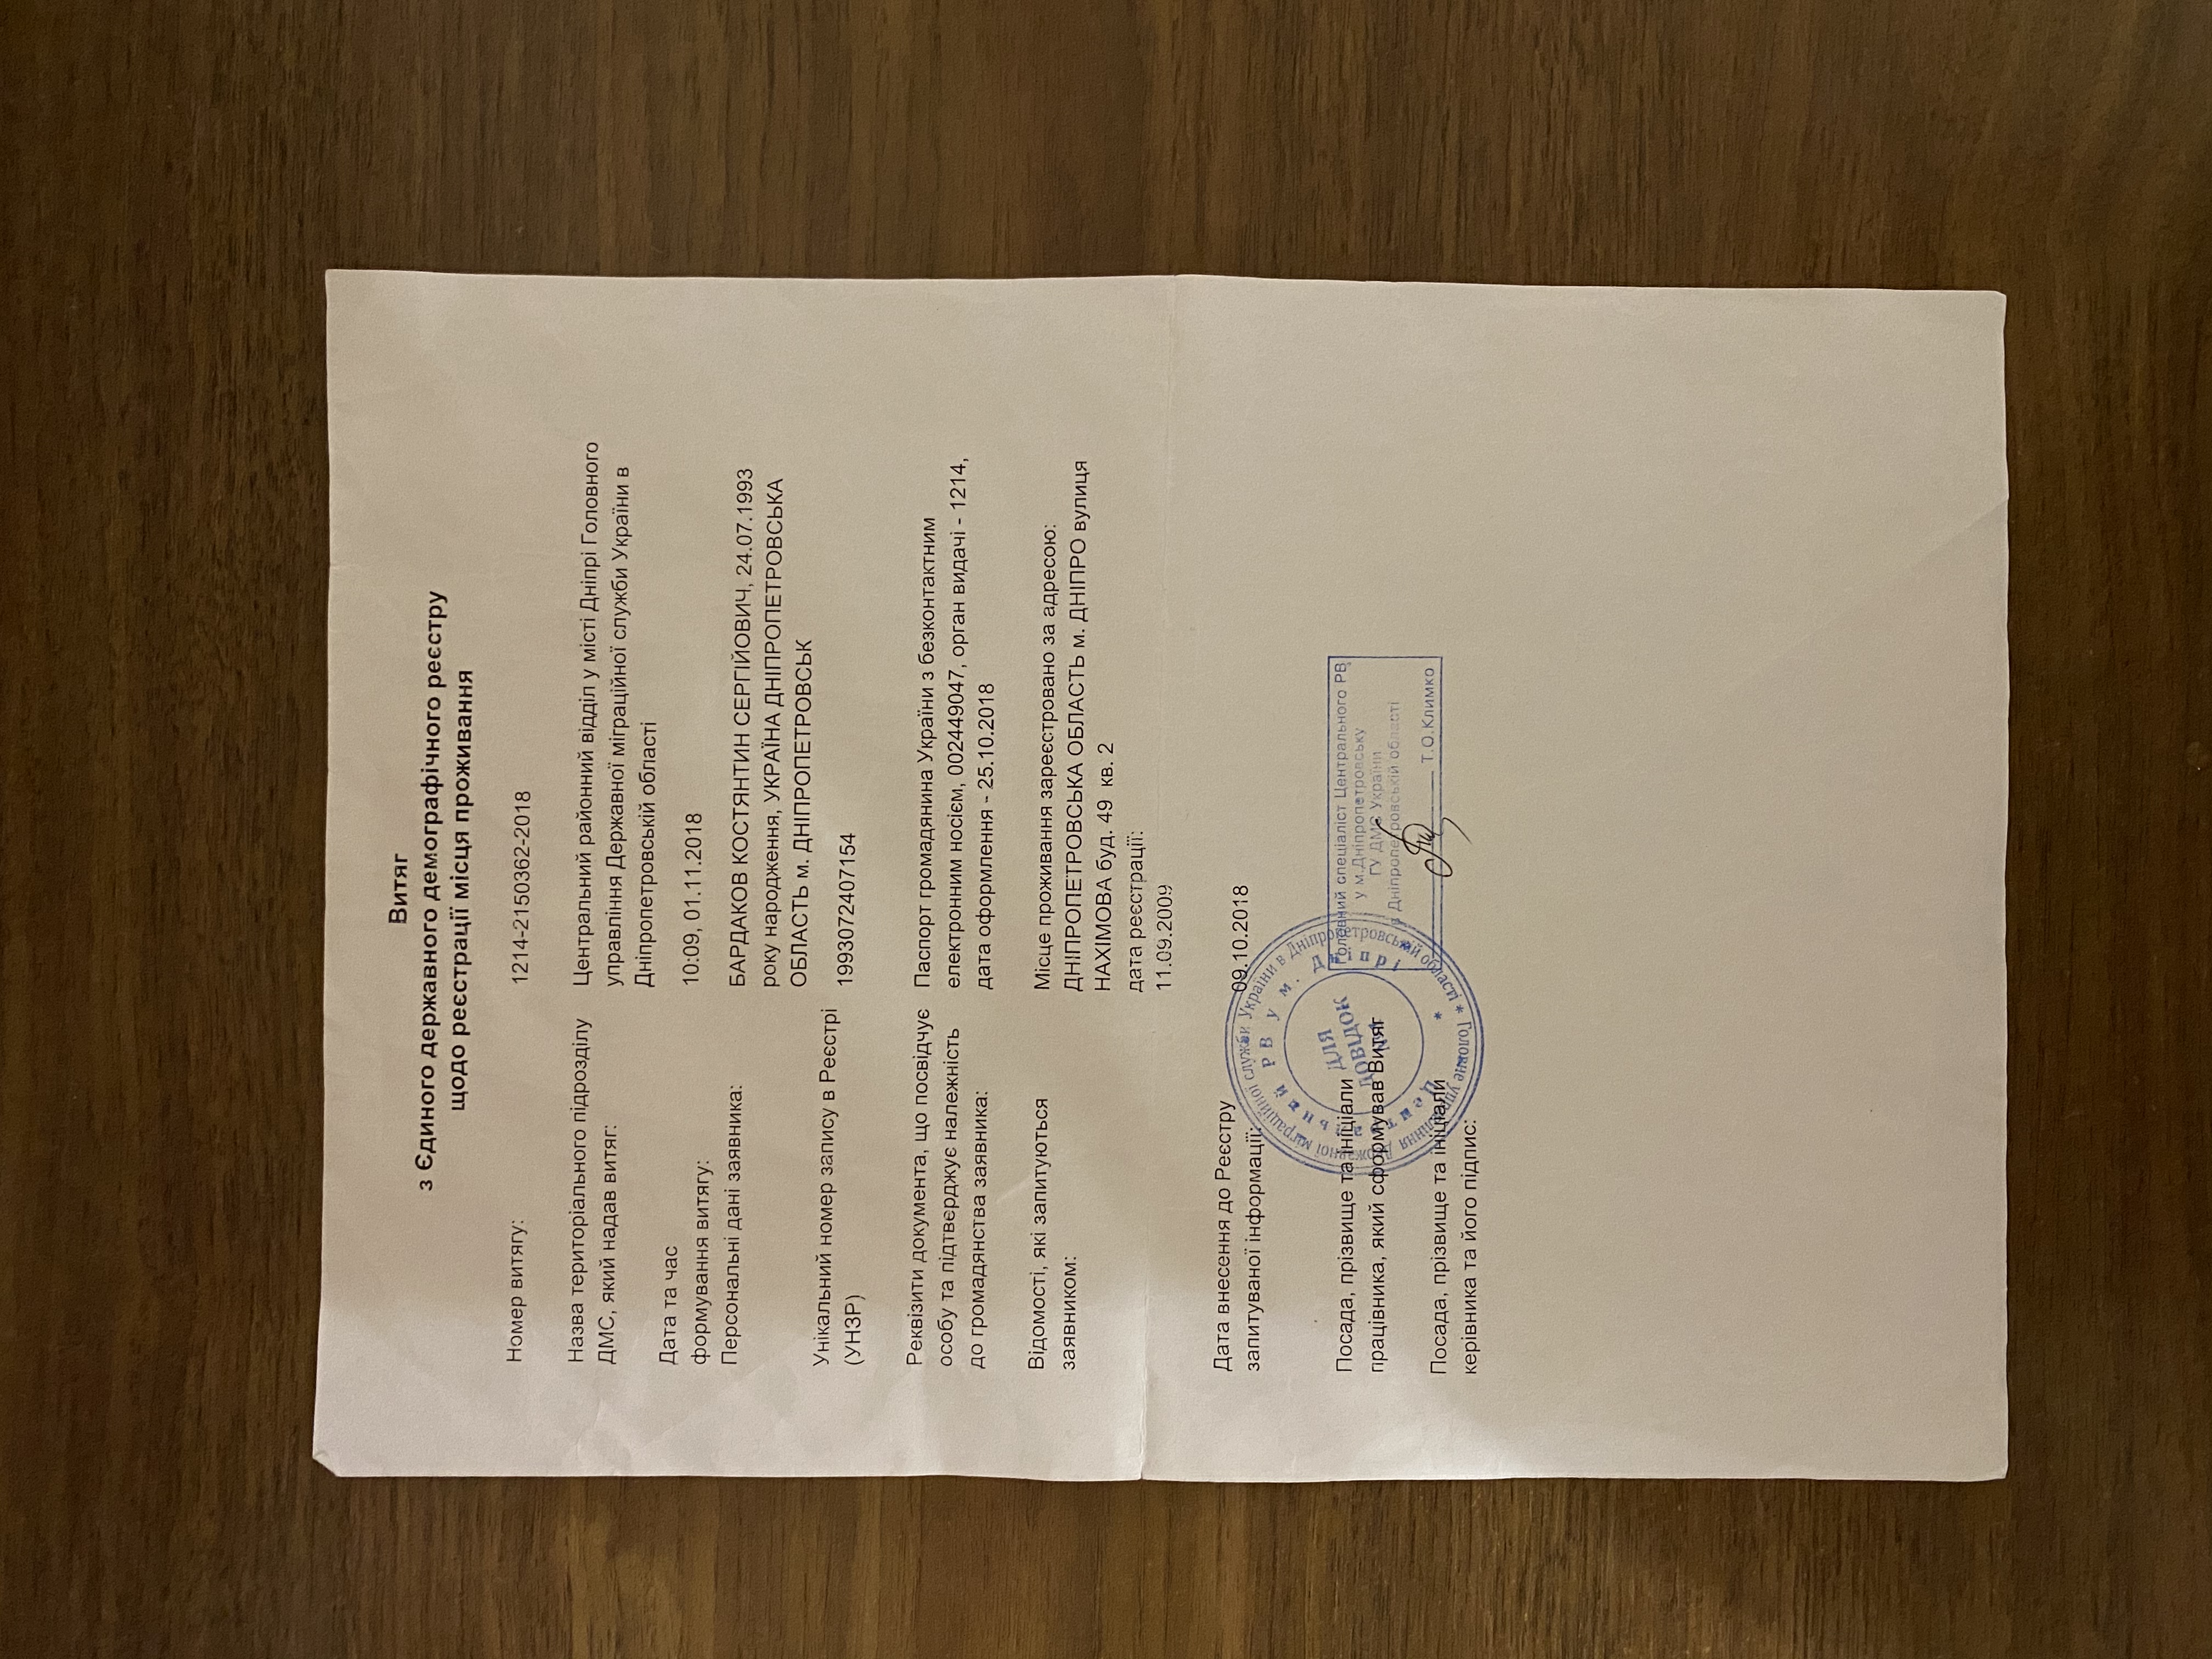 Витяг
з Єдиного державного демографічного реєстру
щодо реєстрації місця проживання
Номер витягу: 1214-2150362-2018
Назва територіального підрозділу
ДМС, який надав витяг:
Центральний районний відділ у місті Дніпрі Головного
управління Державної міграційної служби України в
Дніпропетровській області
Дата та час
формування витягу:
10:09, 01.11.2018
Персональні дані заявника:
БАРДАКОВ КОСТЯНТИН СЕРГІЙОВИЧ, 24.07.1993
року народження, УКРАЇНА ДНІПРОПЕТРОВСЬКА
ОБЛАСТЬ м. ДНІПРОПЕТРОВСЬК
Унікальний номер запису в Реєстрі
(УНЗР)
1993072407154
Реквізити документа, що посвідчує
особу та підтверджує належність
до громадянства заявника:
Паспорт громадянина України з безконтактним
електронним носієм, 002449047, орган видачі - 1214,
дата оформлення - 25.10.2018
Відомості, які запитуються
заявником:
Місце проживання зареєстровано за адресою:
ДНІПРОПЕТРОВСЬКА ОБЛАСТЬ м. ДНІПРО вулиця
НАХІМОВА буд. 49 кв. 2
дата реєстрації:
11.09.2009
Дата внесення до Реєстру
запитуваної інформації:
09.10.2018
Посада, прізвище та ініціали
працівника, який сформував Витяг
Посада, прізвище та ініціали
керівника та його підпис:
Головне управління Державної міграційної служби України в Дніпропетровській області *
Центральний РВ у м. Дніпрі *
ДЛЯ
ДОВІДОК
Головний спеціаліст Центрального РВ
у м.Дніпропетровську
ГУ ДМС України
в Дніпропетровській області
Т.О.Климко